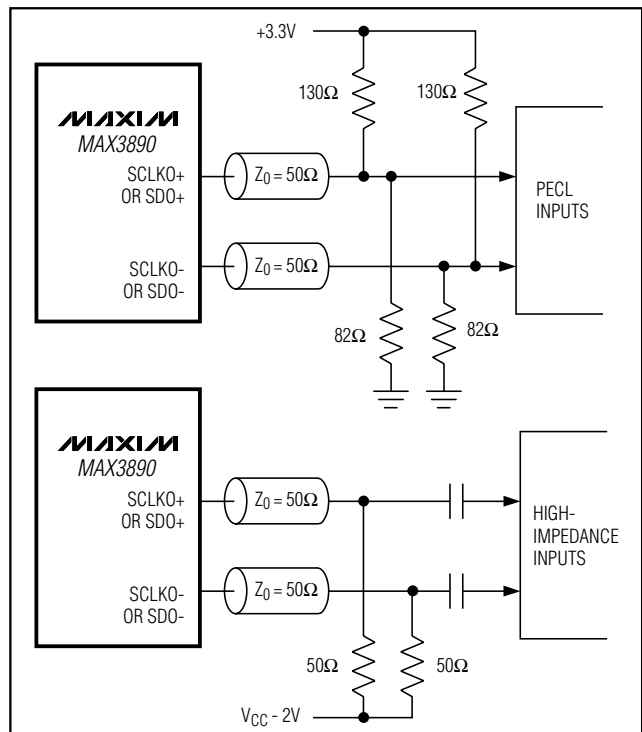 +3.3V
130Ω
130Ω
MAXIM
MAX3890
SCLKO+
OR SDO+
Z0 = 50Ω
PECL
INPUTS
SCLKO-
OR SDO-
Z0 = 50Ω
82Ω
82Ω
MAXIM
MAX3890
SCLKO+
OR SDO+
Z0 = 50Ω
HIGH-
IMPEDANCE
INPUTS
SCLKO-
OR SDO-
Z0 = 50Ω
50Ω
50Ω
VCC - 2V